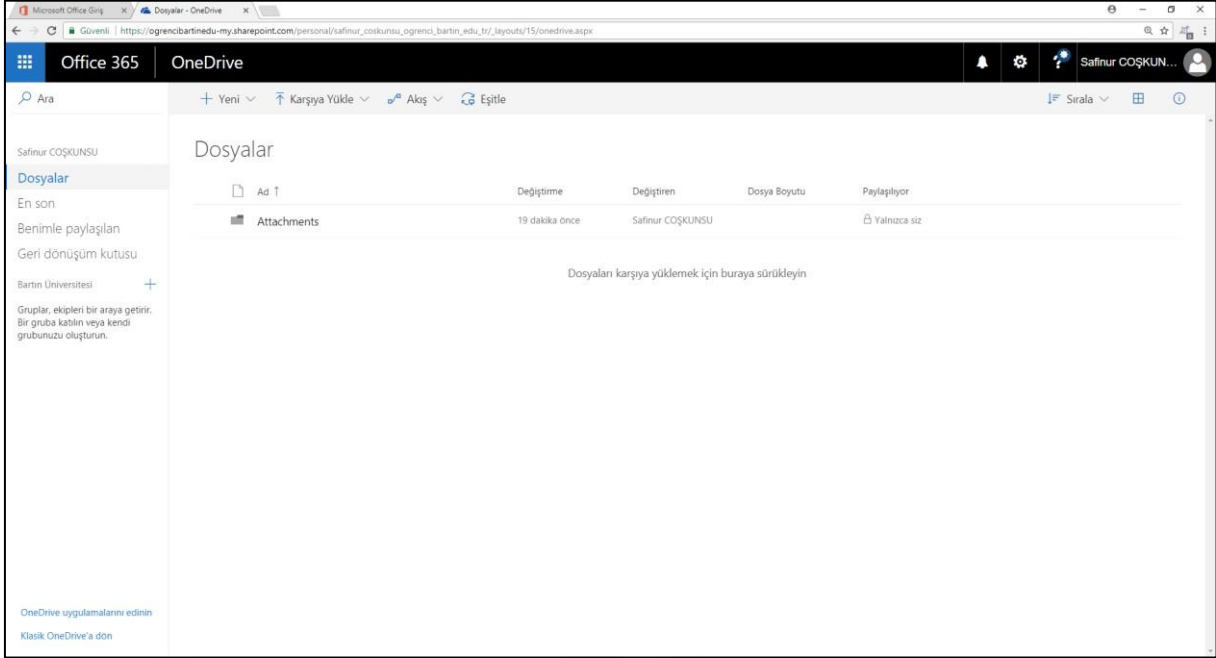 Microsoft Office Giriş
Dosyalar - OneDrive
Güvenli | https://ogrencibartinedu-my.sharepoint.com/personal/safinur_coskunsu_ogrenci_bartin_edu_tr/_layouts/15/onedrive.aspx
Office 365 OneDrive Safinur COŞKUN...
Ara
+ Yeni Karşıya Yükle Akış Eşitle Sırala
Safinur COŞKUNSU
Dosyalar
En son
Benimle paylaşılan
Geri dönüşüm kutusu
Bartın Üniversitesi +
Gruplar, ekipleri bir araya getirir.
Bir gruba katılın veya kendi
grubunuzu oluşturun.
OneDrive uygulamalarını edinin
Klasik OneDrive'a dön
Dosyalar
Ad ↑ Değiştirme Değiştiren Dosya Boyutu Paylaşılıyor
Attachments 19 dakika önce Safinur COŞKUNSU Yalnızca siz
Dosyaları karşıya yüklemek için buraya sürükleyin